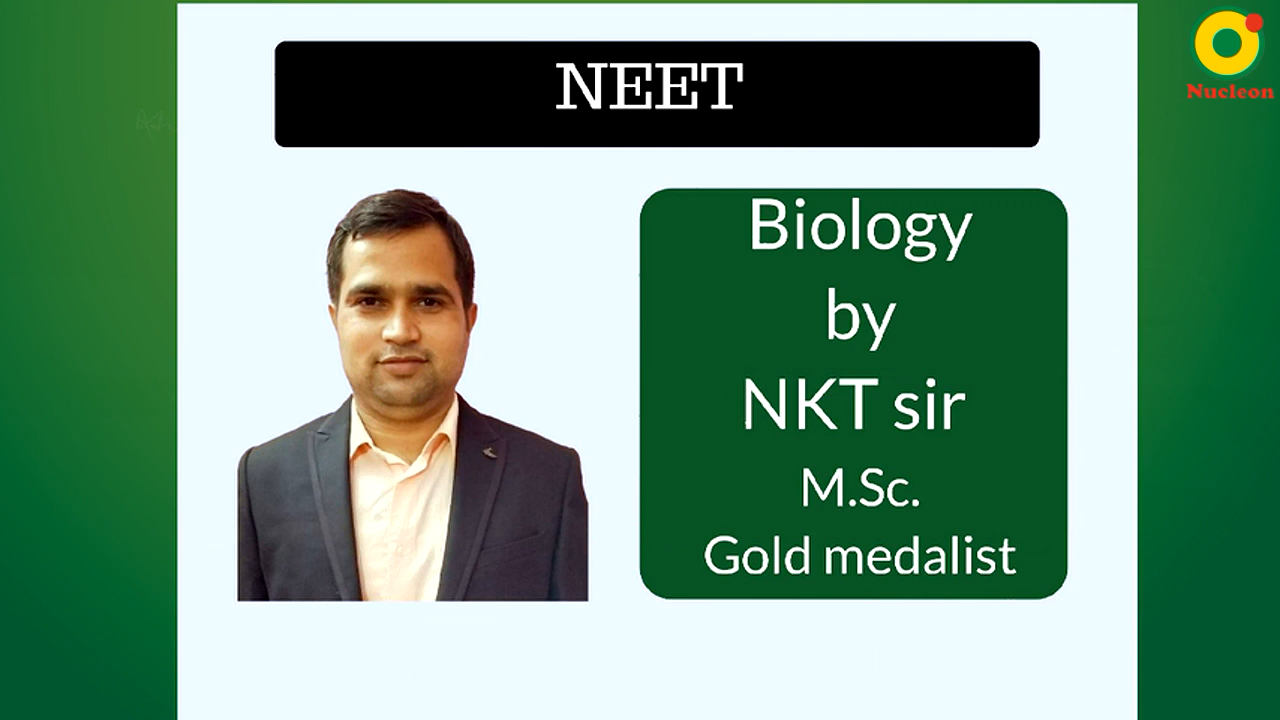 NEET
Nucleon
Biology
by
NKT sir
M.Sc.
Gold medalist